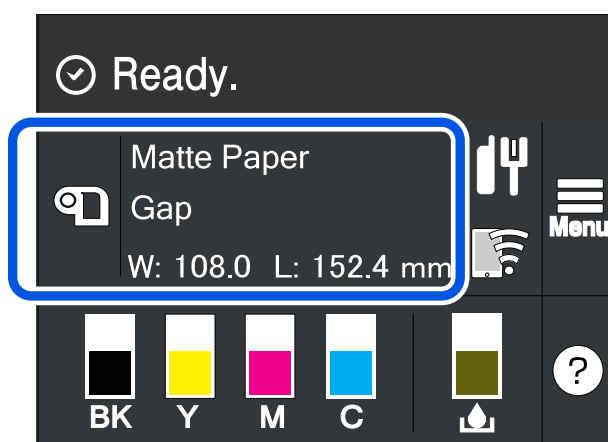 Ready.
Matte Paper
Gap
W: 108.0 L: 152.4 mm
Menu
BK Y M C
?